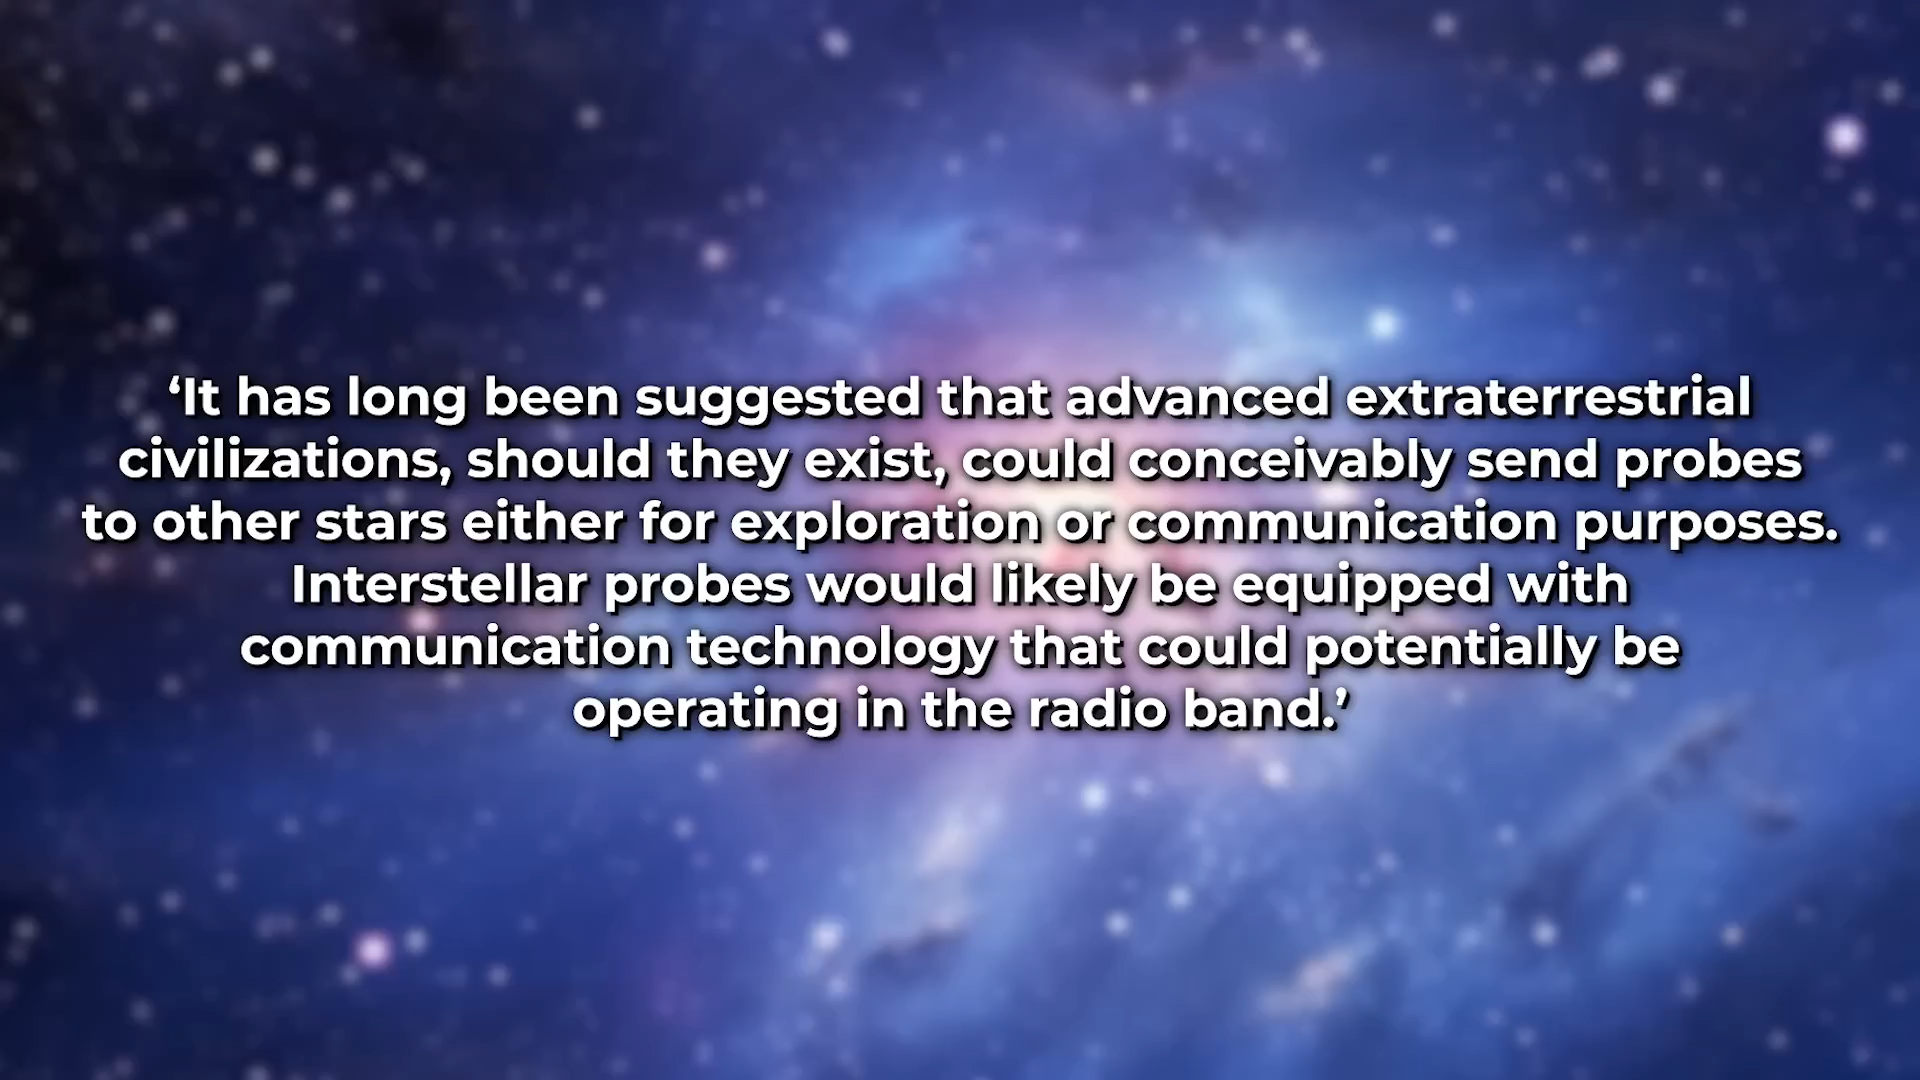 ‘It has long been suggested that advanced extraterrestrial
civilizations, should they exist, could conceivably send probes
to other stars either for exploration or communication purposes.
Interstellar probes would likely be equipped with
communication technology that could potentially be
operating in the radio band.’